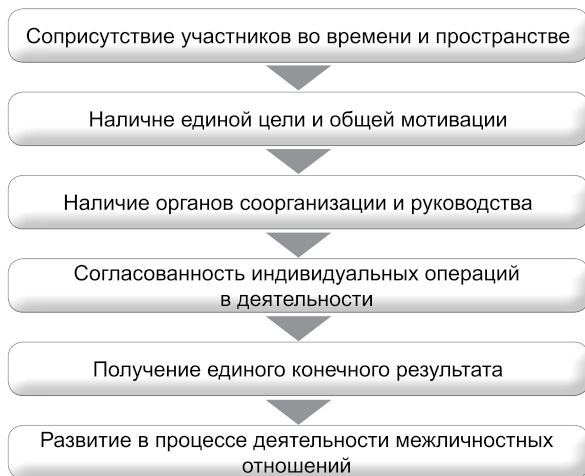 Соприсутствие участников во времени и пространстве
Наличне единой цели и общей мотивации
Наличие органов соорганизации и руководства
Согласованность индивидуальных операций
в деятельности
Получение единого конечного результата
Развитие в процессе деятельности межличностных
отношений